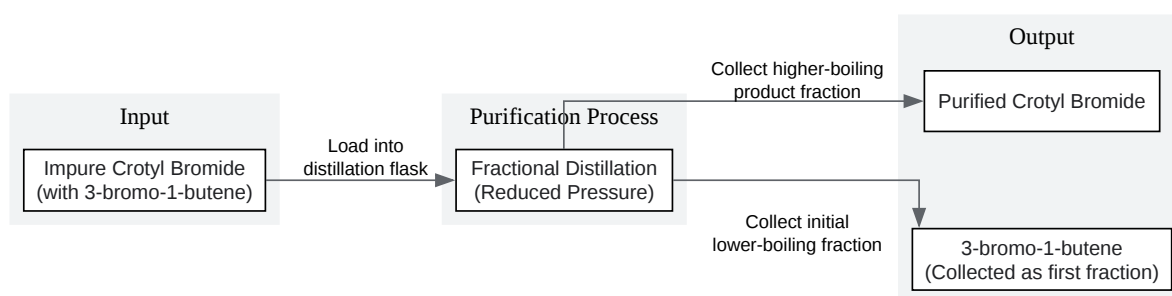 Input
Impure Crotyl Bromide
(with 3-bromo-1-butene)
Load into
distillation flask
Purification Process
Fractional Distillation
(Reduced Pressure)
Collect higher-boiling
product fraction
Collect initial
lower-boiling fraction
Output
Purified Crotyl Bromide
3-bromo-1-butene
(Collected as first fraction)